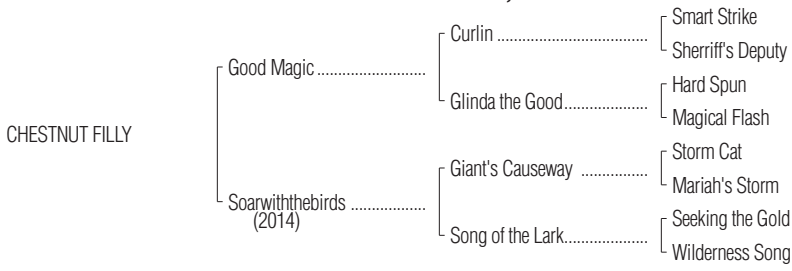 Smart Strike
Curlin ....................................
Sherriff's Deputy
Good Magic ..........................
Hard Spun
Glinda the Good....................
Magical Flash
CHESTNUT FILLY
Storm Cat
Giant's Causeway ................
Mariah's Storm
Soarwiththebirds ..................
(2014)
Seeking the Gold
Song of the Lark....................
Wilderness Song